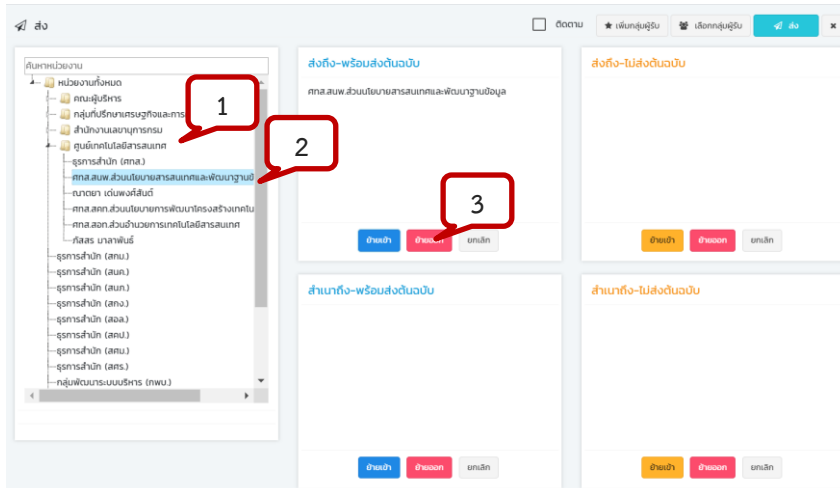 ส่ง
ติดตาม
เพิ่มกลุ่มผู้รับ
เลือกกลุ่มผู้รับ
ส่ง
ค้นหาหน่วยงาน
หน่วยงานทั้งหมด
คณะผู้บริหาร
กลุ่มที่ปรึกษาเศรษฐกิจและการ
สำนักงานเลขานุการกรม
ศูนย์เทคโนโลยีสารสนเทศ
ธุรการสำนัก (ศทส.)
ศทส.สนพ.ส่วนนโยบายสารสนเทศและพัฒนาฐานข้
ณาตยา เด่นพงศ์สันต์
ศทส.สคท.ส่วนนโยบายการพัฒนาโครงสร้างเทคโน
ศทส.สอท.ส่วนอำนวยการเทคโนโลยีสารสนเทศ
ภัสสร มาลาพันธ์
ธุรการสำนัก (สกม.)
ธุรการสำนัก (สนค.)
ธุรการสำนัก (สนก.)
ธุรการสำนัก (สกง.)
ธุรการสำนัก (สอล.)
ธุรการสำนัก (สคป.)
ธุรการสำนัก (สศม.)
ธุรการสำนัก (สศร.)
กลุ่มพัฒนาระบบบริหาร (กพบ.)
1
2
3
ส่งถึง-พร้อมส่งต้นฉบับ
ศทส.สนพ.ส่วนนโยบายสารสนเทศและพัฒนาฐานข้อมูล
ย้ายเข้า ย้ายออก ยกเลิก
ส่งถึง-ไม่ส่งต้นฉบับ
ย้ายเข้า ย้ายออก ยกเลิก
สำเนาถึง-พร้อมส่งต้นฉบับ
ย้ายเข้า ย้ายออก ยกเลิก
สำเนาถึง-ไม่ส่งต้นฉบับ
ย้ายเข้า ย้ายออก ยกเลิก